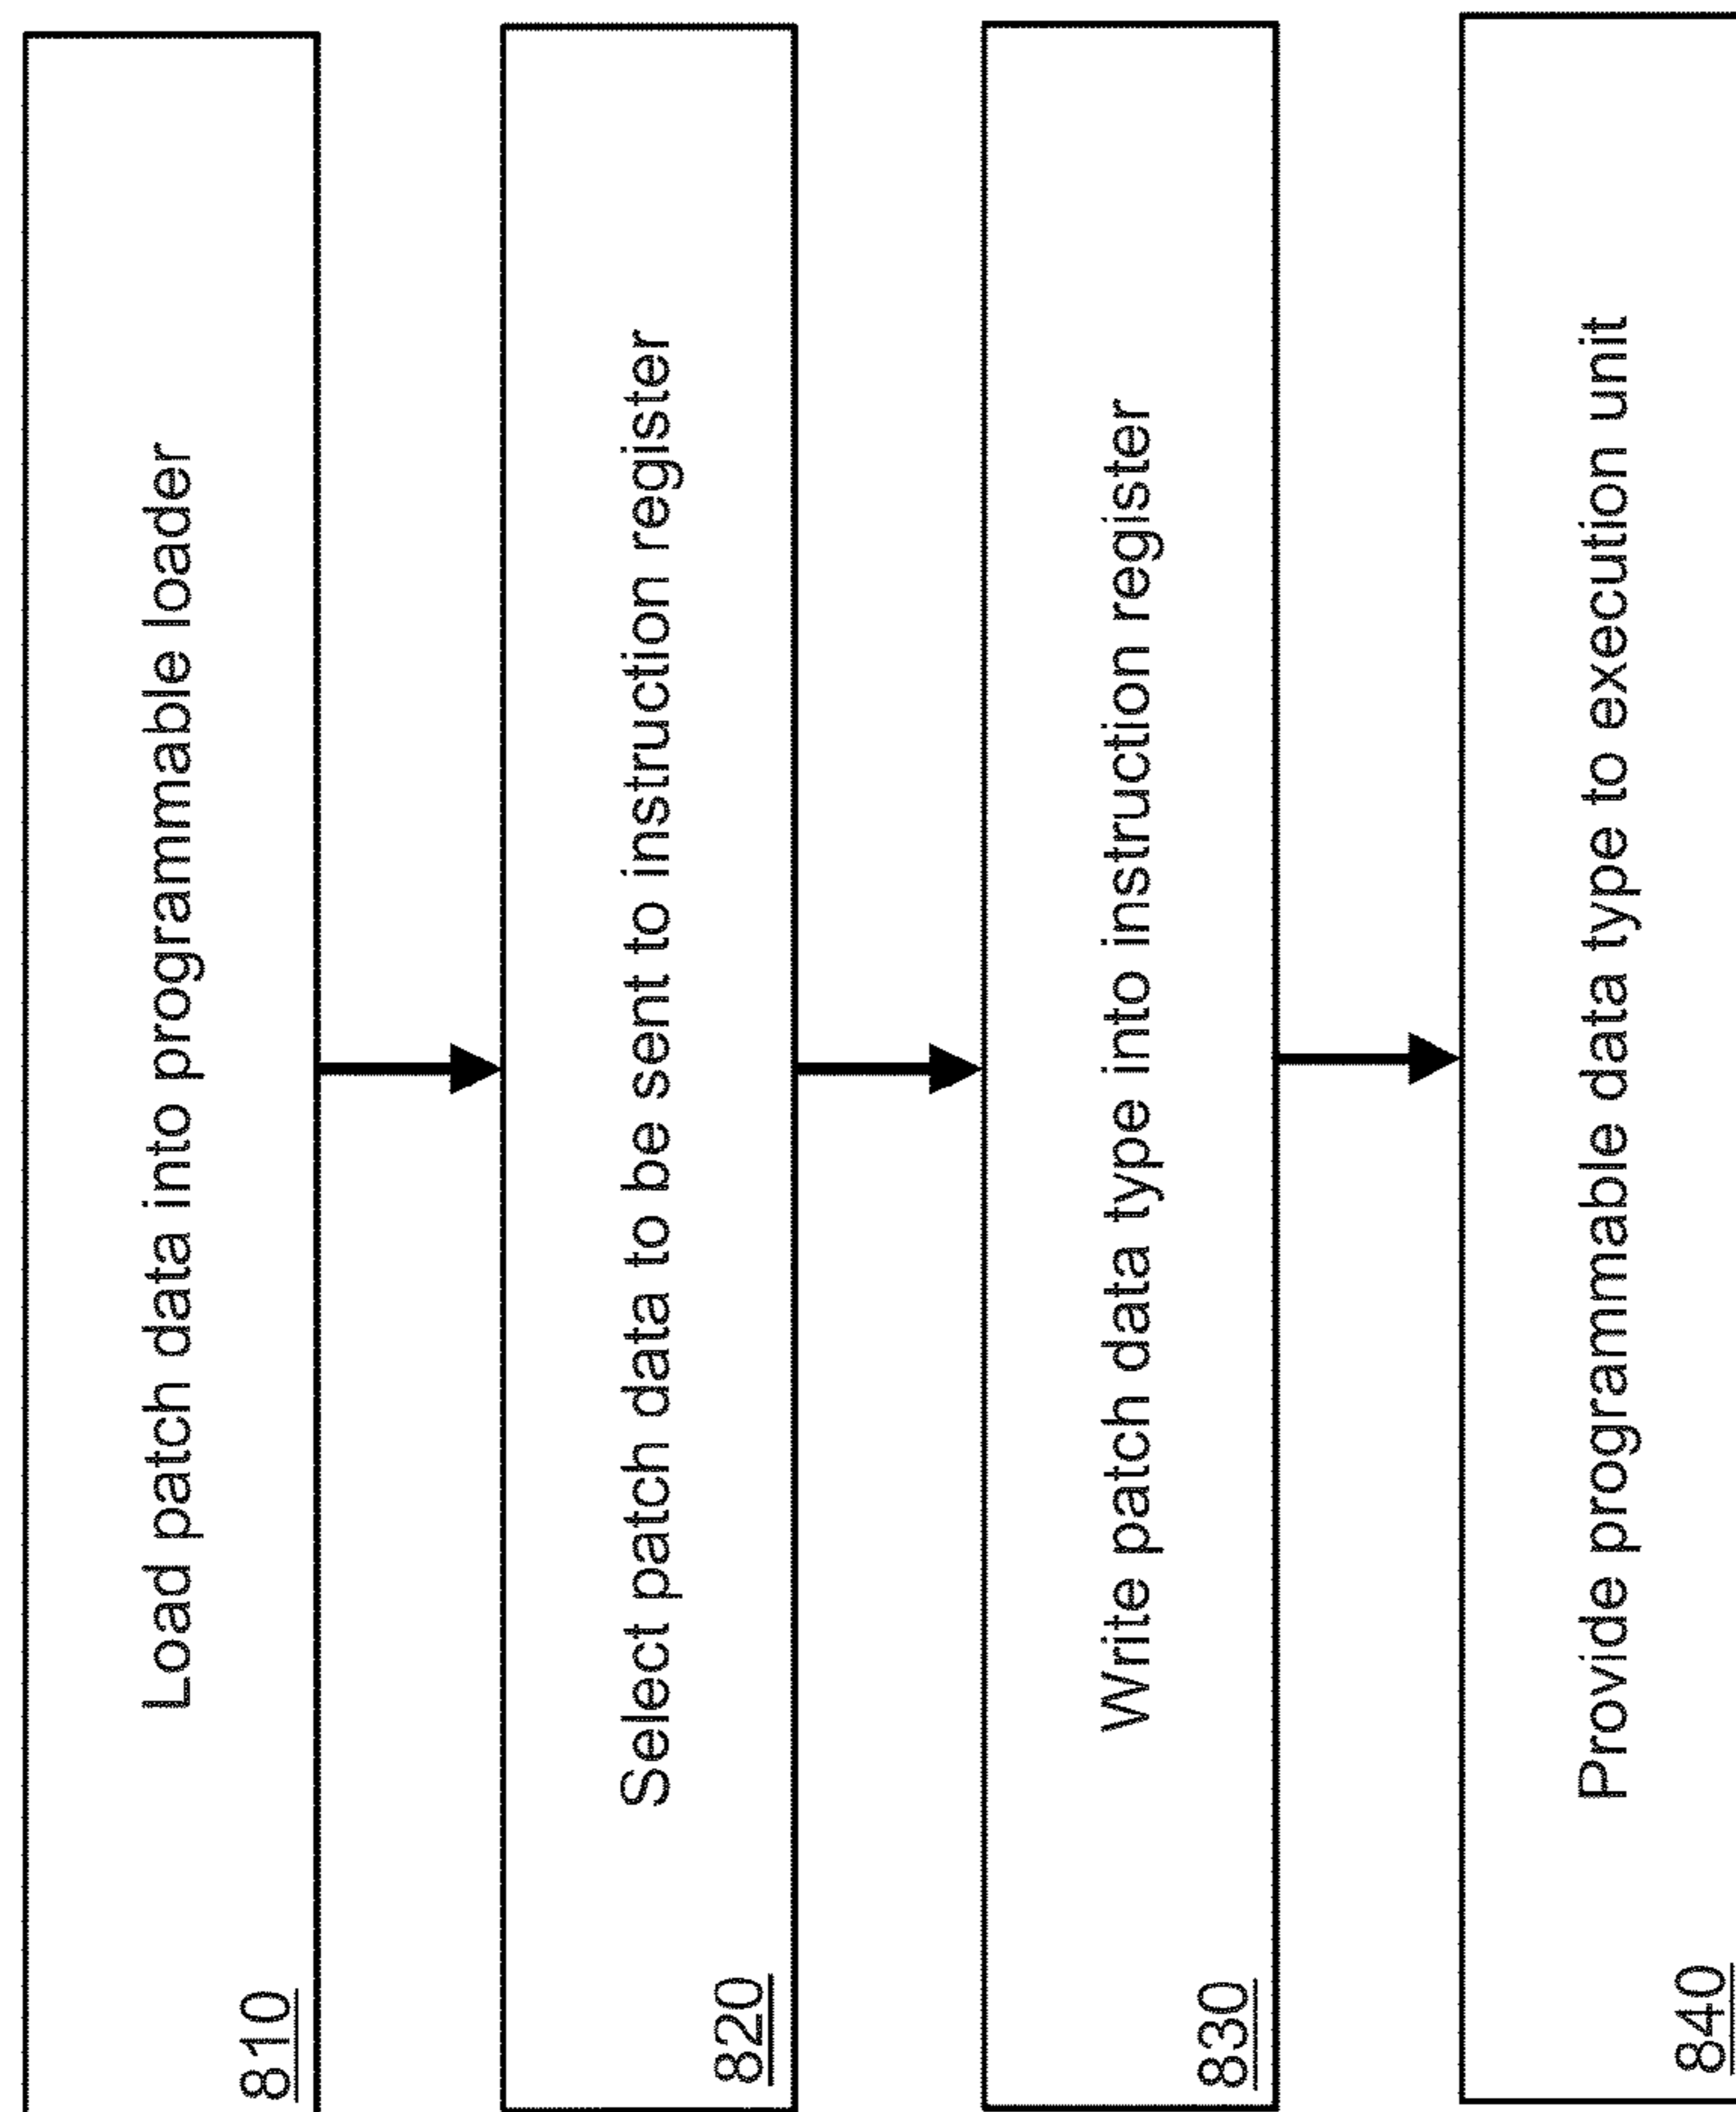 Load patch data into programmable loader
810
Select patch data to be sent to instruction register
820
Write patch data type into instruction register
830
Provide programmable data type to execution unit
840